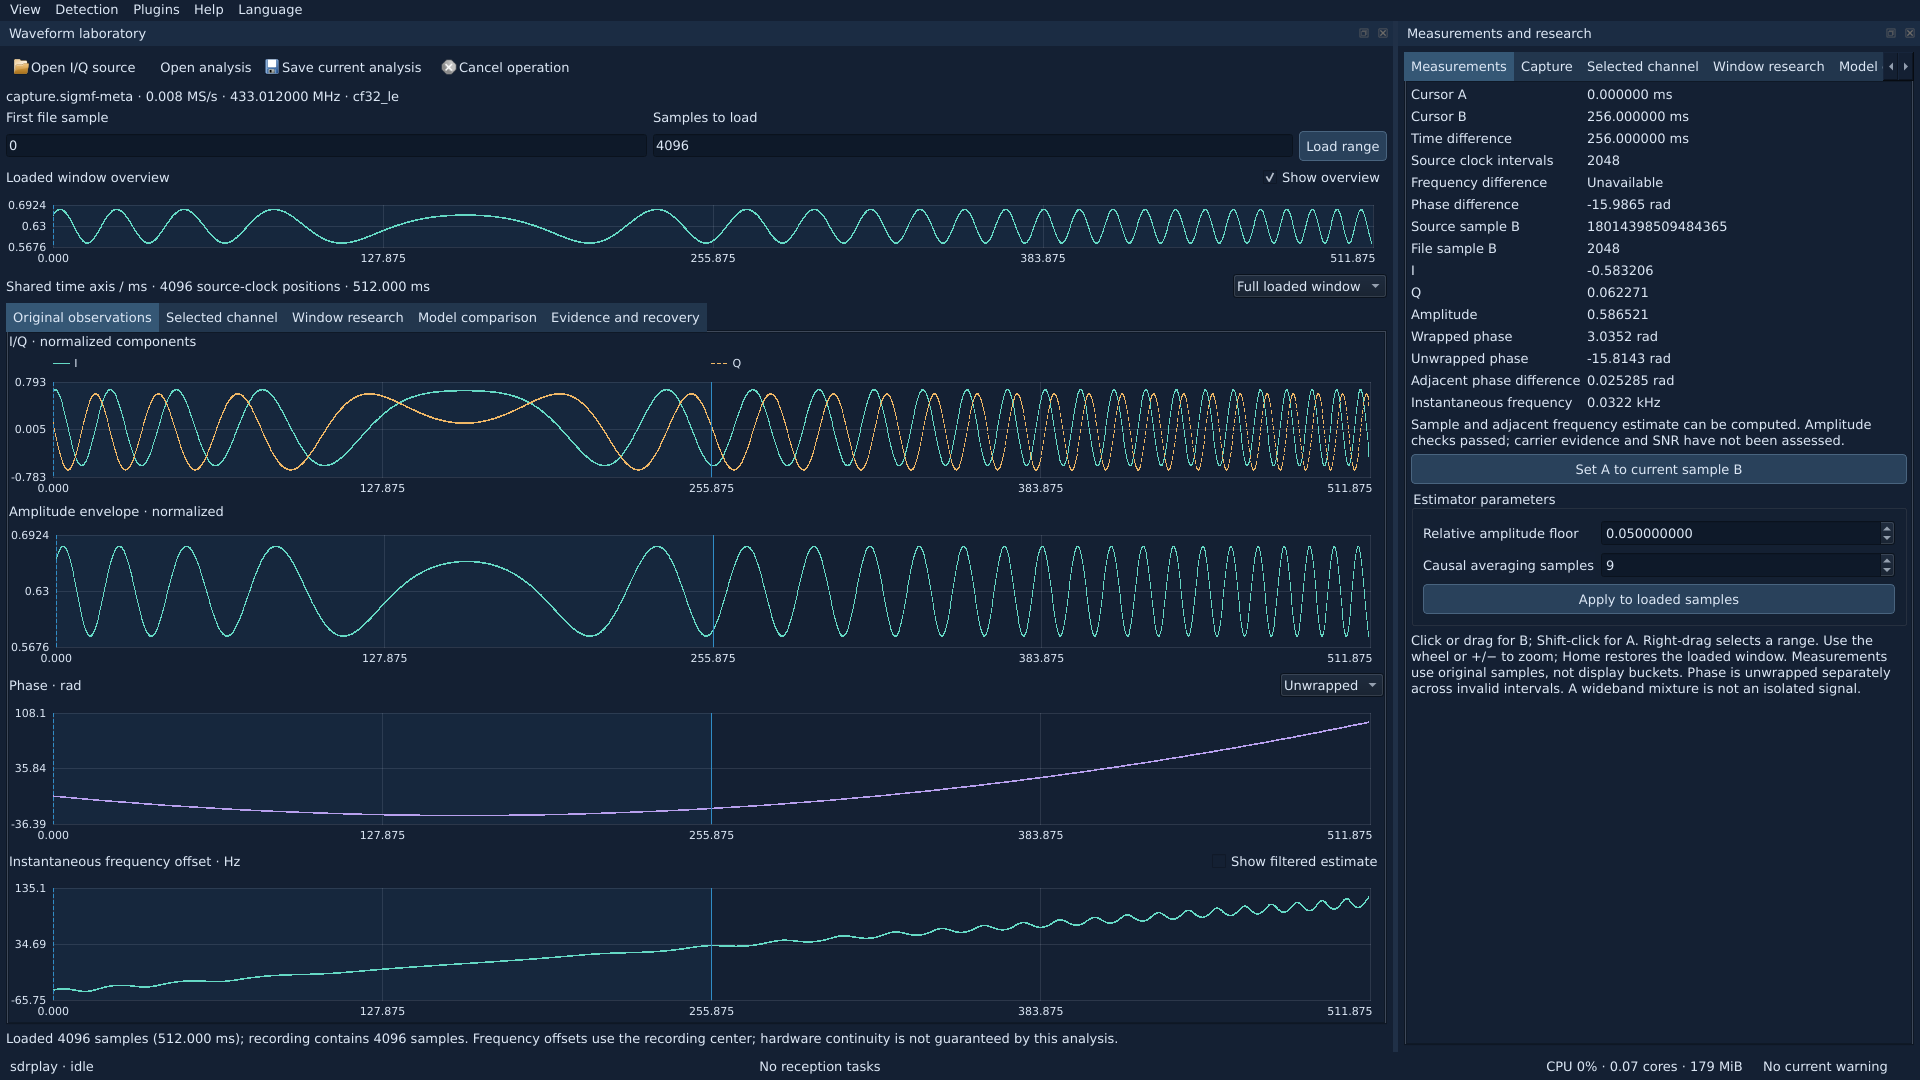 View Detection Plugins Help Language
Waveform laboratory
Open I/Q source Open analysis Save current analysis Cancel operation
capture.sigmf-meta · 0.008 MS/s · 433.012000 MHz · cf32_le
First file sample Samples to load
0 4096 Load range
Loaded window overview Show overview
0.6924
0.63
0.5676
0.000 127.875 255.875 383.875 511.875
Shared time axis / ms · 4096 source-clock positions · 512.000 ms Full loaded window
Original observations Selected channel Window research Model comparison Evidence and recovery
I/Q · normalized components
I Q
0.793
0.005
-0.783
0.000 127.875 255.875 383.875 511.875
Amplitude envelope · normalized
0.6924
0.63
0.5676
0.000 127.875 255.875 383.875 511.875
Phase · rad Unwrapped
108.1
35.84
-36.39
0.000 127.875 255.875 383.875 511.875
Instantaneous frequency offset · Hz Show filtered estimate
135.1
34.69
-65.75
0.000 127.875 255.875 383.875 511.875
Loaded 4096 samples (512.000 ms); recording contains 4096 samples. Frequency offsets use the recording center; hardware continuity is not guaranteed by this analysis.
Measurements and research
Measurements Capture Selected channel Window research Model
Cursor A 0.000000 ms
Cursor B 256.000000 ms
Time difference 256.000000 ms
Source clock intervals 2048
Frequency difference Unavailable
Phase difference -15.9865 rad
Source sample B 18014398509484365
File sample B 2048
I -0.583206
Q 0.062271
Amplitude 0.586521
Wrapped phase 3.0352 rad
Unwrapped phase -15.8143 rad
Adjacent phase difference 0.025285 rad
Instantaneous frequency 0.0322 kHz
Sample and adjacent frequency estimate can be computed. Amplitude
checks passed; carrier evidence and SNR have not been assessed.
Set A to current sample B
Estimator parameters
Relative amplitude floor 0.050000000
Causal averaging samples 9
Apply to loaded samples
Click or drag for B; Shift-click for A. Right-drag selects a range. Use the
wheel or +/− to zoom; Home restores the loaded window. Measurements
use original samples, not display buckets. Phase is unwrapped separately
across invalid intervals. A wideband mixture is not an isolated signal.
sdrplay · idle No reception tasks CPU 0% · 0.07 cores · 179 MiB No current warning